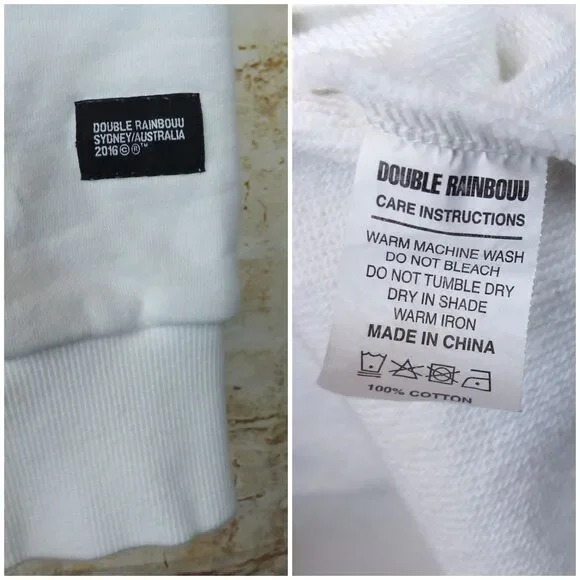 DOUBLE RAINBOUU
SYDNEY/AUSTRALIA
2016©®™
DOUBLE RAINBOUU
CARE INSTRUCTIONS
WARM MACHINE WASH
DO NOT BLEACH
DO NOT TUMBLE DRY
DRY IN SHADE
WARM IRON
MADE IN CHINA
100% COTTON